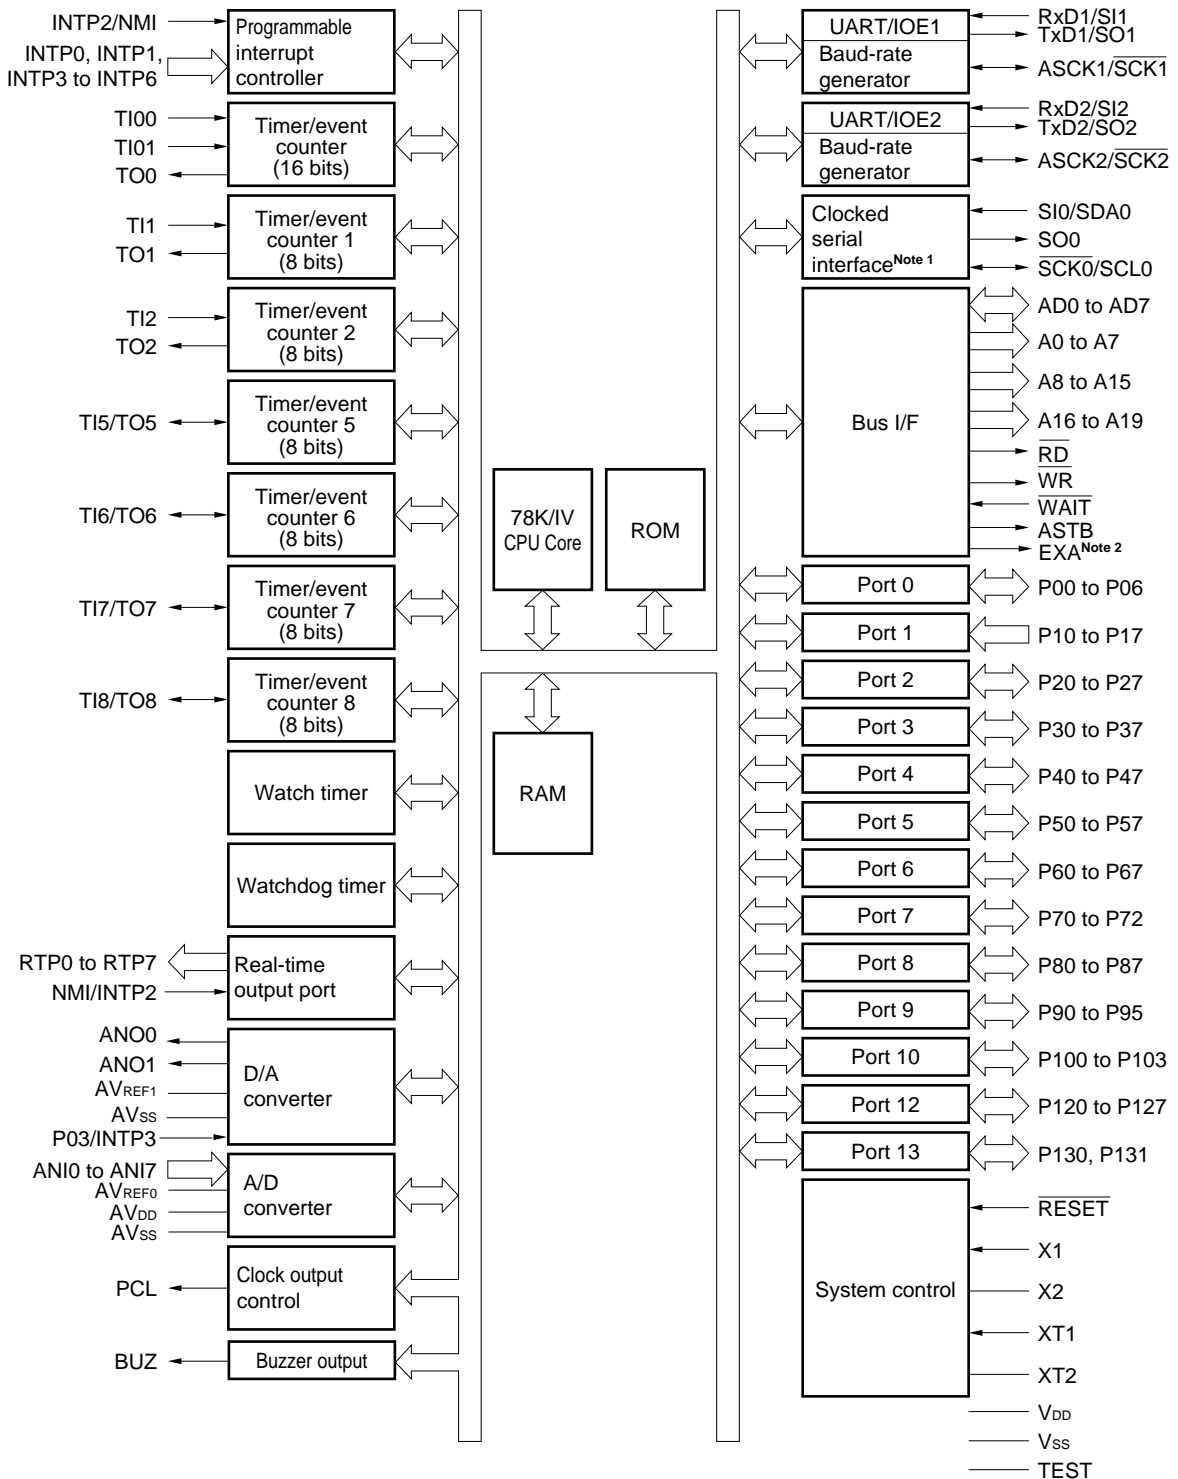 INTP2/NMI
INTP0, INTP1,
INTP3 to INTP6
Programmable
interrupt
controller
TI00
TI01
TO0
Timer/event
counter
(16 bits)
TI1
TO1
Timer/event
counter 1
(8 bits)
TI2
TO2
Timer/event
counter 2
(8 bits)
TI5/TO5
Timer/event
counter 5
(8 bits)
TI6/TO6
Timer/event
counter 6
(8 bits)
TI7/TO7
Timer/event
counter 7
(8 bits)
TI8/TO8
Timer/event
counter 8
(8 bits)
Watch timer
Watchdog timer
RTP0 to RTP7
NMI/INTP2
Real-time
output port
ANO0
ANO1
AVREF1
AVSS
P03/INTP3
D/A
converter
ANI0 to ANI7
AVREF0
AVDD
AVSS
A/D
converter
PCL
Clock output
control
BUZ
Buzzer output
78K/IV
CPU Core
ROM
RAM
UART/IOE1
Baud-rate
generator
RxD1/SI1
TxD1/SO1
ASCK1/SCK1
UART/IOE2
Baud-rate
generator
RxD2/SI2
TxD2/SO2
ASCK2/SCK2
Clocked
serial
interfaceNote 1
SI0/SDA0
SO0
SCK0/SCL0
Bus I/F
AD0 to AD7
A0 to A7
A8 to A15
A16 to A19
RD
WR
WAIT
ASTB
EXANote 2
Port 0
P00 to P06
Port 1
P10 to P17
Port 2
P20 to P27
Port 3
P30 to P37
Port 4
P40 to P47
Port 5
P50 to P57
Port 6
P60 to P67
Port 7
P70 to P72
Port 8
P80 to P87
Port 9
P90 to P95
Port 10
P100 to P103
Port 12
P120 to P127
Port 13
P130, P131
System control
RESET
X1
X2
XT1
XT2
VDD
VSS
TEST